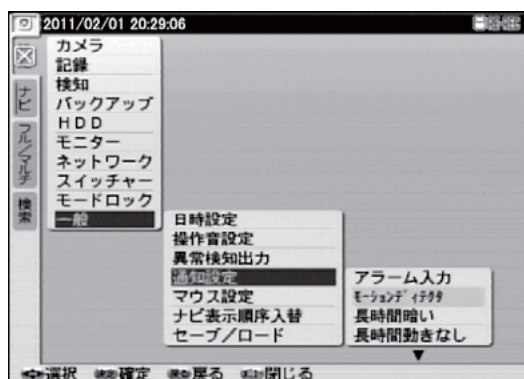 2011/02/01 20:29:06
カメラ
記録
検知
バックアップ
HDD
モニター
ネットワーク
スイッチャー
モードロック
一般
ナビ
フル/マルチ
検索
日時設定
操作音設定
異常検知出力
通知設定
マウス設定
ナビ表示順序入替
セーブ/ロード
アラーム入力
モーションディテクタ
長時間暗い
長時間動きなし
▼
選択 確定 戻る 閉じる